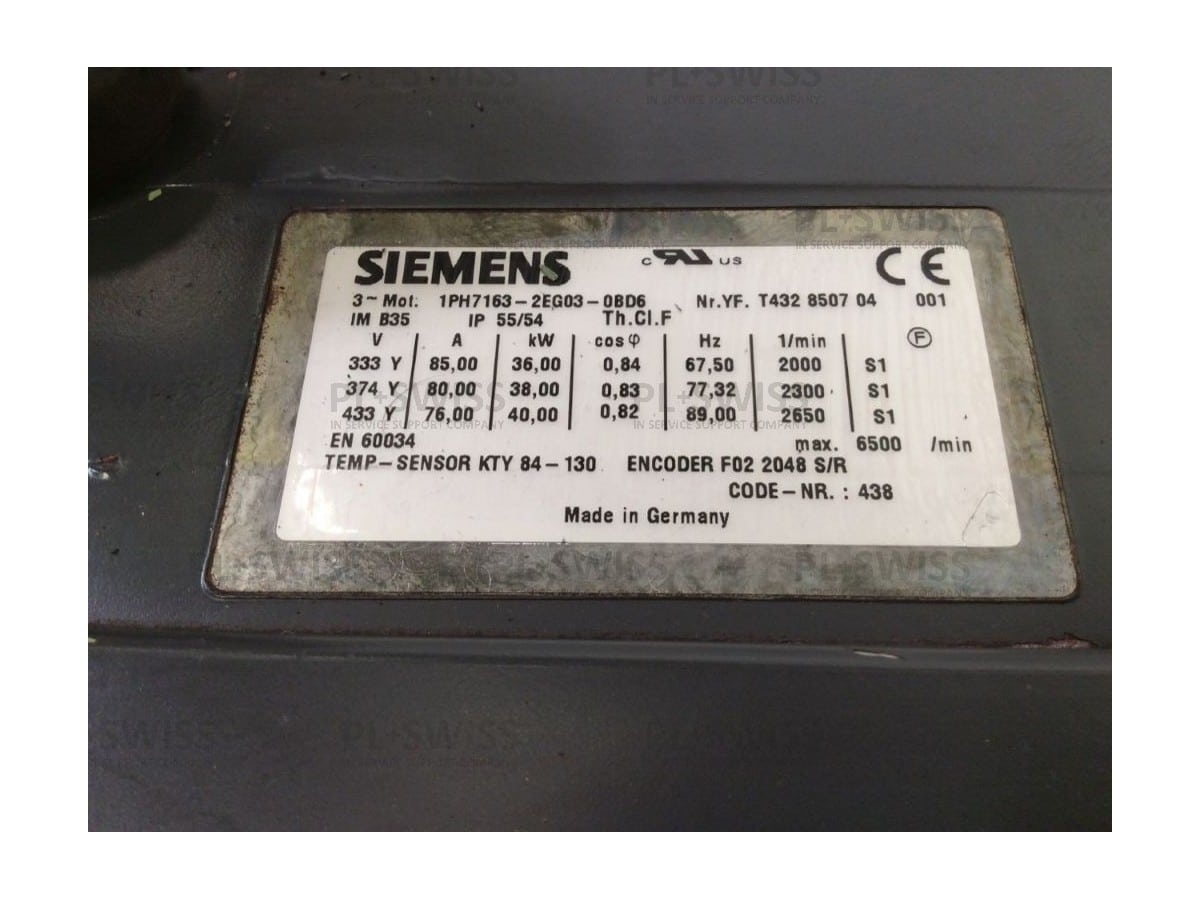 SIEMENS c RU US CE
3~Mot. 1PH7163-2EG03-0BD6 Nr.YF. T432 8507 04 001
IM B35 IP 55/54 Th.Cl.F
V A kW cosφ Hz 1/min F
333 Y 85,00 36,00 0,84 67,50 2000 S1
374 Y 80,00 38,00 0,83 77,32 2300 S1
433 Y 76,00 40,00 0,82 89,00 2650 S1
EN 60034 max. 6500 /min
TEMP-SENSOR KTY 84-130 ENCODER F02 2048 S/R
CODE-NR. : 438
Made in Germany
PL+SWISS
IN SERVICE SUPPORT COMPANY